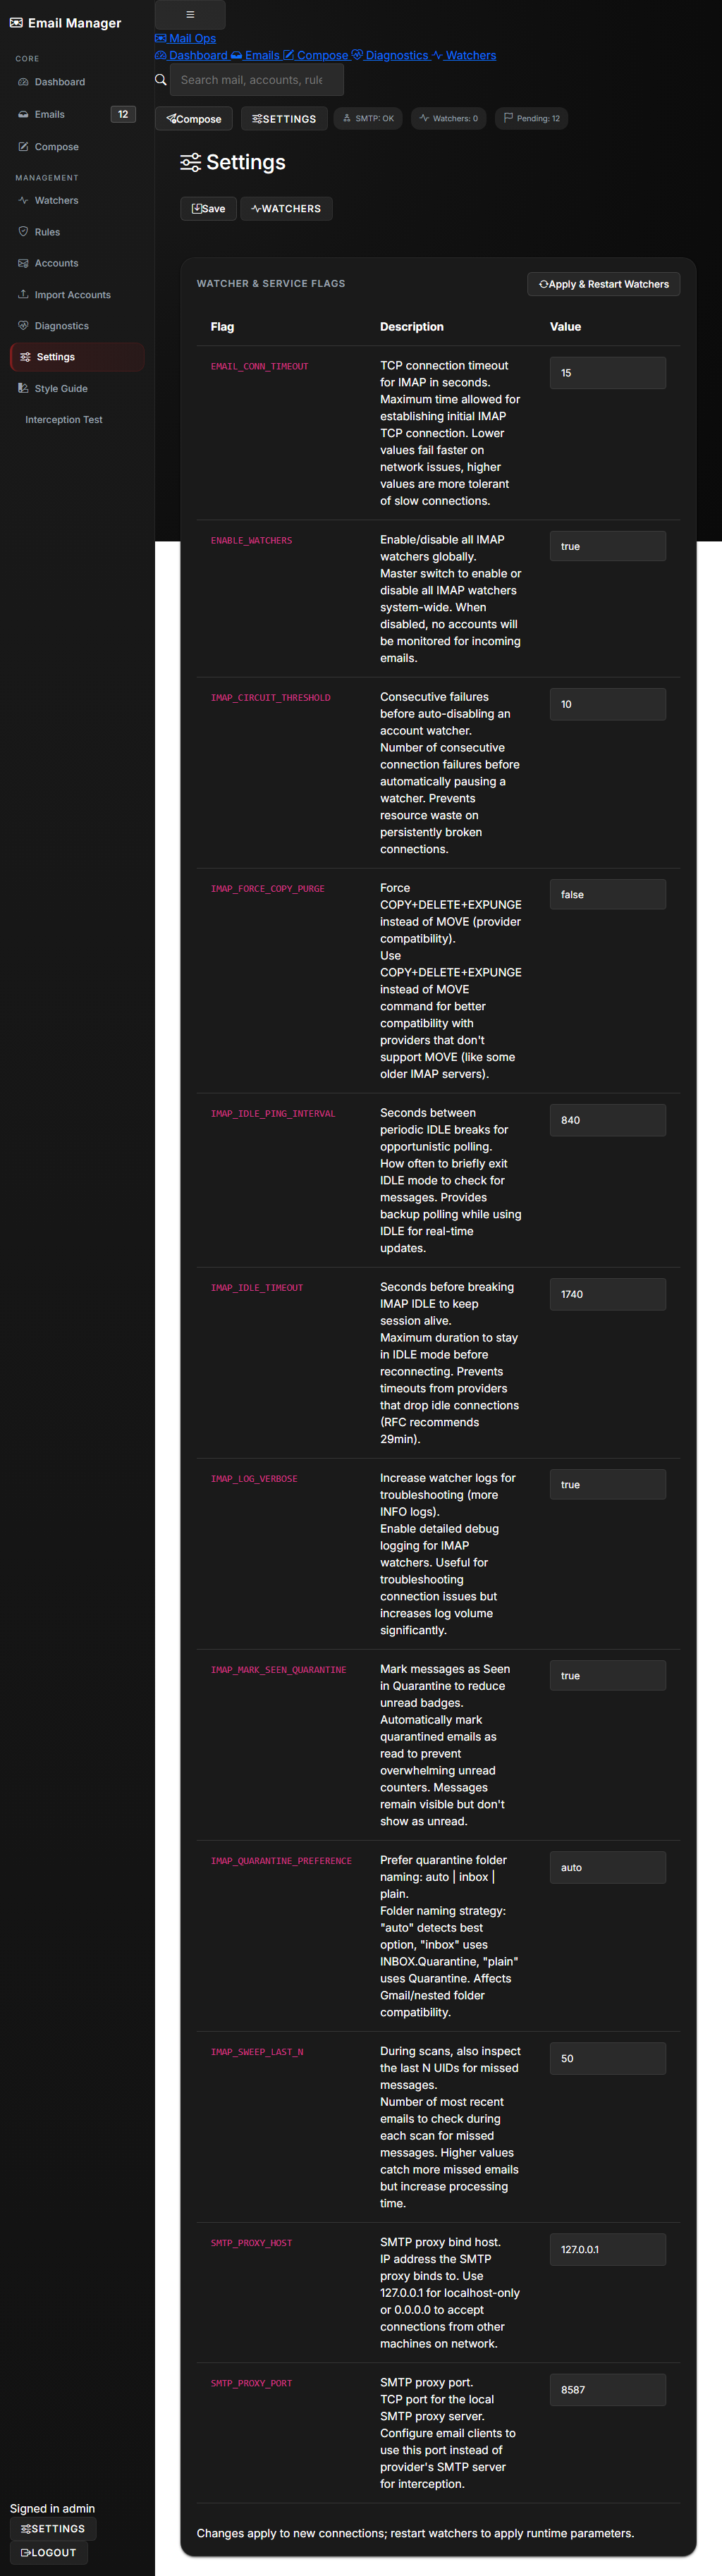 Email Manager
CORE
Dashboard
Emails 12
Compose
MANAGEMENT
Watchers
Rules
Accounts
Import Accounts
Diagnostics
Settings
Style Guide
Interception Test
Signed in admin
SETTINGS
LOGOUT
Mail Ops
Dashboard Emails Compose Diagnostics Watchers
Search mail, accounts, rule
Compose SETTINGS SMTP: OK Watchers: 0 Pending: 12
Settings
Save WATCHERS
WATCHER & SERVICE FLAGS Apply & Restart Watchers
Flag Description Value
EMAIL_CONN_TIMEOUT TCP connection timeout 15
for IMAP in seconds.
Maximum time allowed for
establishing initial IMAP
TCP connection. Lower
values fail faster on
network issues, higher
values are more tolerant
of slow connections.
ENABLE_WATCHERS Enable/disable all IMAP true
watchers globally.
Master switch to enable or
disable all IMAP watchers
system-wide. When
disabled, no accounts will
be monitored for incoming
emails.
IMAP_CIRCUIT_THRESHOLD Consecutive failures 10
before auto-disabling an
account watcher.
Number of consecutive
connection failures before
automatically pausing a
watcher. Prevents
resource waste on
persistently broken
connections.
IMAP_FORCE_COPY_PURGE Force false
COPY+DELETE+EXPUNGE
instead of MOVE (provider
compatibility).
Use
COPY+DELETE+EXPUNGE
instead of MOVE
command for better
compatibility with
providers that don't
support MOVE (like some
older IMAP servers).
IMAP_IDLE_PING_INTERVAL Seconds between 840
periodic IDLE breaks for
opportunistic polling.
How often to briefly exit
IDLE mode to check for
messages. Provides
backup polling while using
IDLE for real-time
updates.
IMAP_IDLE_TIMEOUT Seconds before breaking 1740
IMAP IDLE to keep
session alive.
Maximum duration to stay
in IDLE mode before
reconnecting. Prevents
timeouts from providers
that drop idle connections
(RFC recommends
29min).
IMAP_LOG_VERBOSE Increase watcher logs for true
troubleshooting (more
INFO logs).
Enable detailed debug
logging for IMAP
watchers. Useful for
troubleshooting
connection issues but
increases log volume
significantly.
IMAP_MARK_SEEN_QUARANTINE Mark messages as Seen true
in Quarantine to reduce
unread badges.
Automatically mark
quarantined emails as
read to prevent
overwhelming unread
counters. Messages
remain visible but don't
show as unread.
IMAP_QUARANTINE_PREFERENCE Prefer quarantine folder auto
naming: auto | inbox |
plain.
Folder naming strategy:
"auto" detects best
option, "inbox" uses
INBOX.Quarantine, "plain"
uses Quarantine. Affects
Gmail/nested folder
compatibility.
IMAP_SWEEP_LAST_N During scans, also inspect 50
the last N UIDs for missed
messages.
Number of most recent
emails to check during
each scan for missed
messages. Higher values
catch more missed emails
but increase processing
time.
SMTP_PROXY_HOST SMTP proxy bind host. 127.0.0.1
IP address the SMTP
proxy binds to. Use
127.0.0.1 for localhost-only
or 0.0.0.0 to accept
connections from other
machines on network.
SMTP_PROXY_PORT SMTP proxy port. 8587
TCP port for the local
SMTP proxy server.
Configure email clients to
use this port instead of
provider's SMTP server
for interception.
Changes apply to new connections; restart watchers to apply runtime parameters.